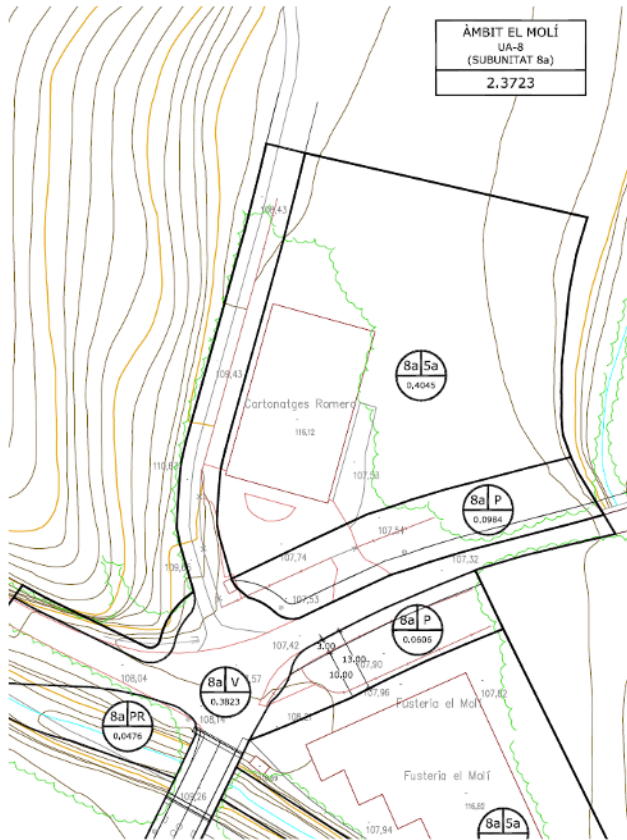 ÀMBIT EL MOLÍ
UA-8
(SUBUNITAT 8a)
2.3723
109,43
109,43
8a 5a
0,4045
Cartonatges Romero
116,12
110,67
107,53
8a P
0.0984
107,54
107,74
107,32
109,65
107,53
8a P
0.0606
107,42
3.00
13.00
107,90
10.00
108,04
8a V
0.3823
107,96
107,82
Fusteria el Molí
8a PR
0,0476
108,14
108,21
Fusteria el Molí
109,26
116,82
8a 5a
107,94